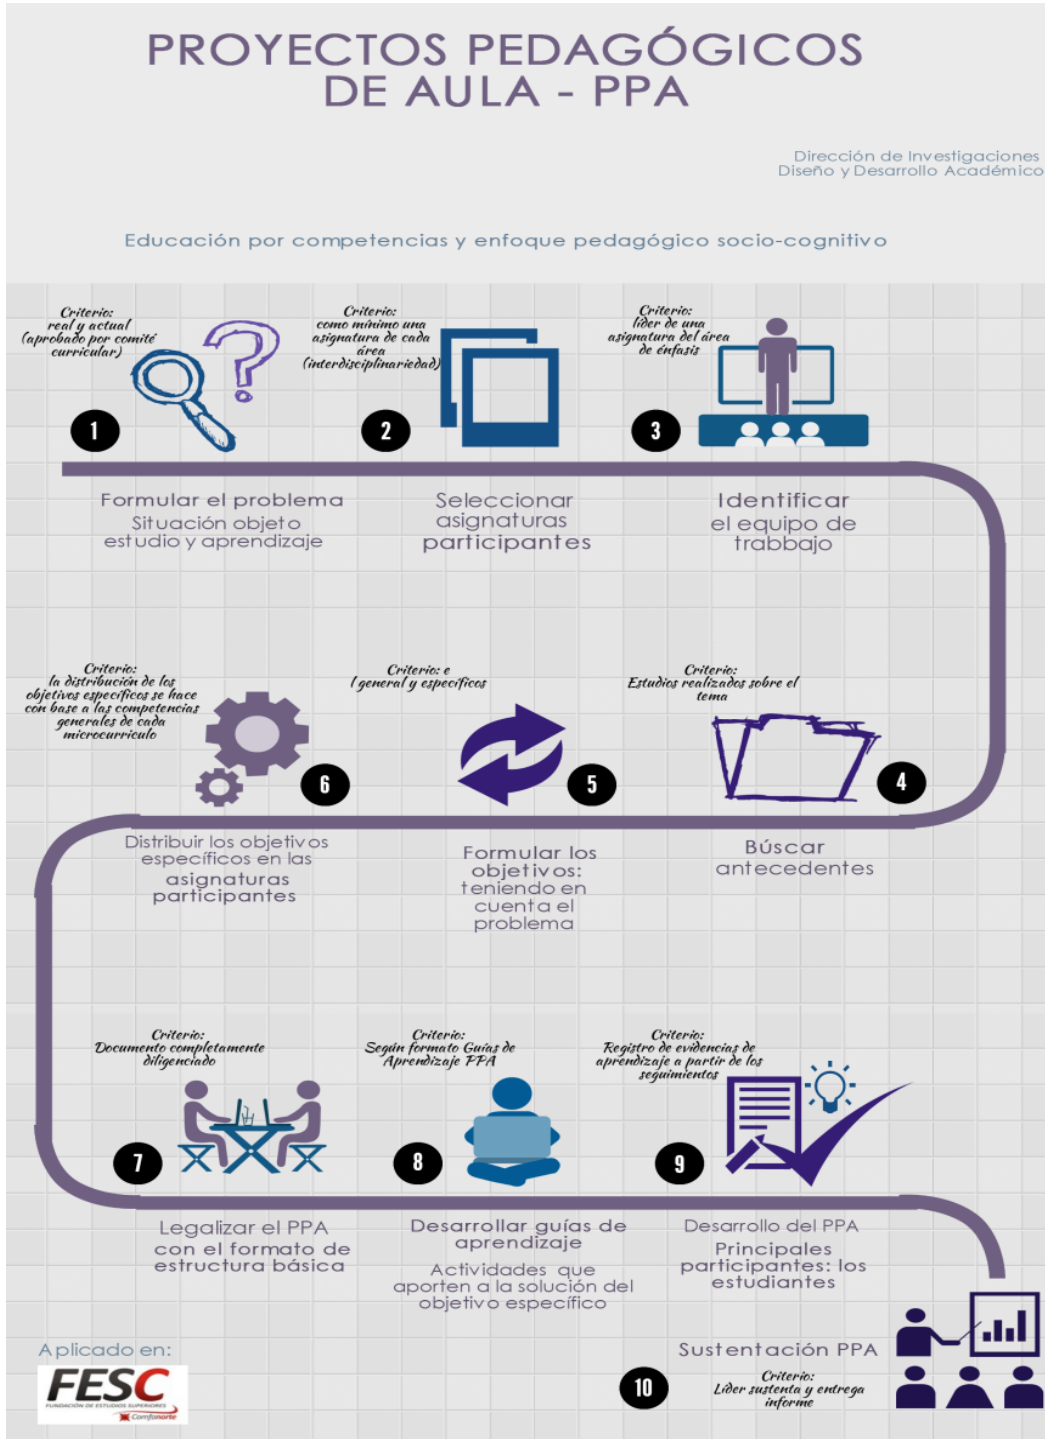 PROYECTOS PEDAGÓGICOS
DE AULA - PPA
Dirección de Investigaciones
Diseño y Desarrollo Académico
Educación por competencias y enfoque pedagógico socio-cognitivo
Criterio:
real y actual
(aprobado por comité
curricular)
1
Formular el problema
Situación objeto
estudio y aprendizaje
Criterio:
como mínimo una
asignatura de cada
área
(interdisciplinariedad)
2
Seleccionar
asignaturas
participantes
Criterio:
líder de una
asignatura del área
de énfasis
3
Identificar
el equipo de
trabbajo
Criterio:
Estudios realizados sobre el
tema
4
Búscar
antecedentes
Criterio: e
l general y específicos
5
Formular los
objetivos:
teniendo en
cuenta el
problema
Criterio:
la distribución de los
objetivos específicos se hace
con base a las competencias
generales de cada
microcurriculo
6
Distribuir los objetivos
específicos en las
asignaturas
participantes
Criterio:
Documento completamente
diligenciado
7
Legalizar el PPA
con el formato de
estructura básica
Criterio:
Según formato Guías de
Aprendizaje PPA
8
Desarrollar guías de
aprendizaje
Actividades que
aporten a la solución del
objetivo específico
Criterio:
Registro de evidencias de
aprendizaje a partir de los
seguimientos
9
Desarrollo del PPA
Principales
participantes: los
estudiantes
Sustentación PPA
10
Criterio:
Líder sustenta y entrega
informe
Aplicado en:
FESC
FUNDACIÓN DE ESTUDIOS SUPERIORES
Comfanorte